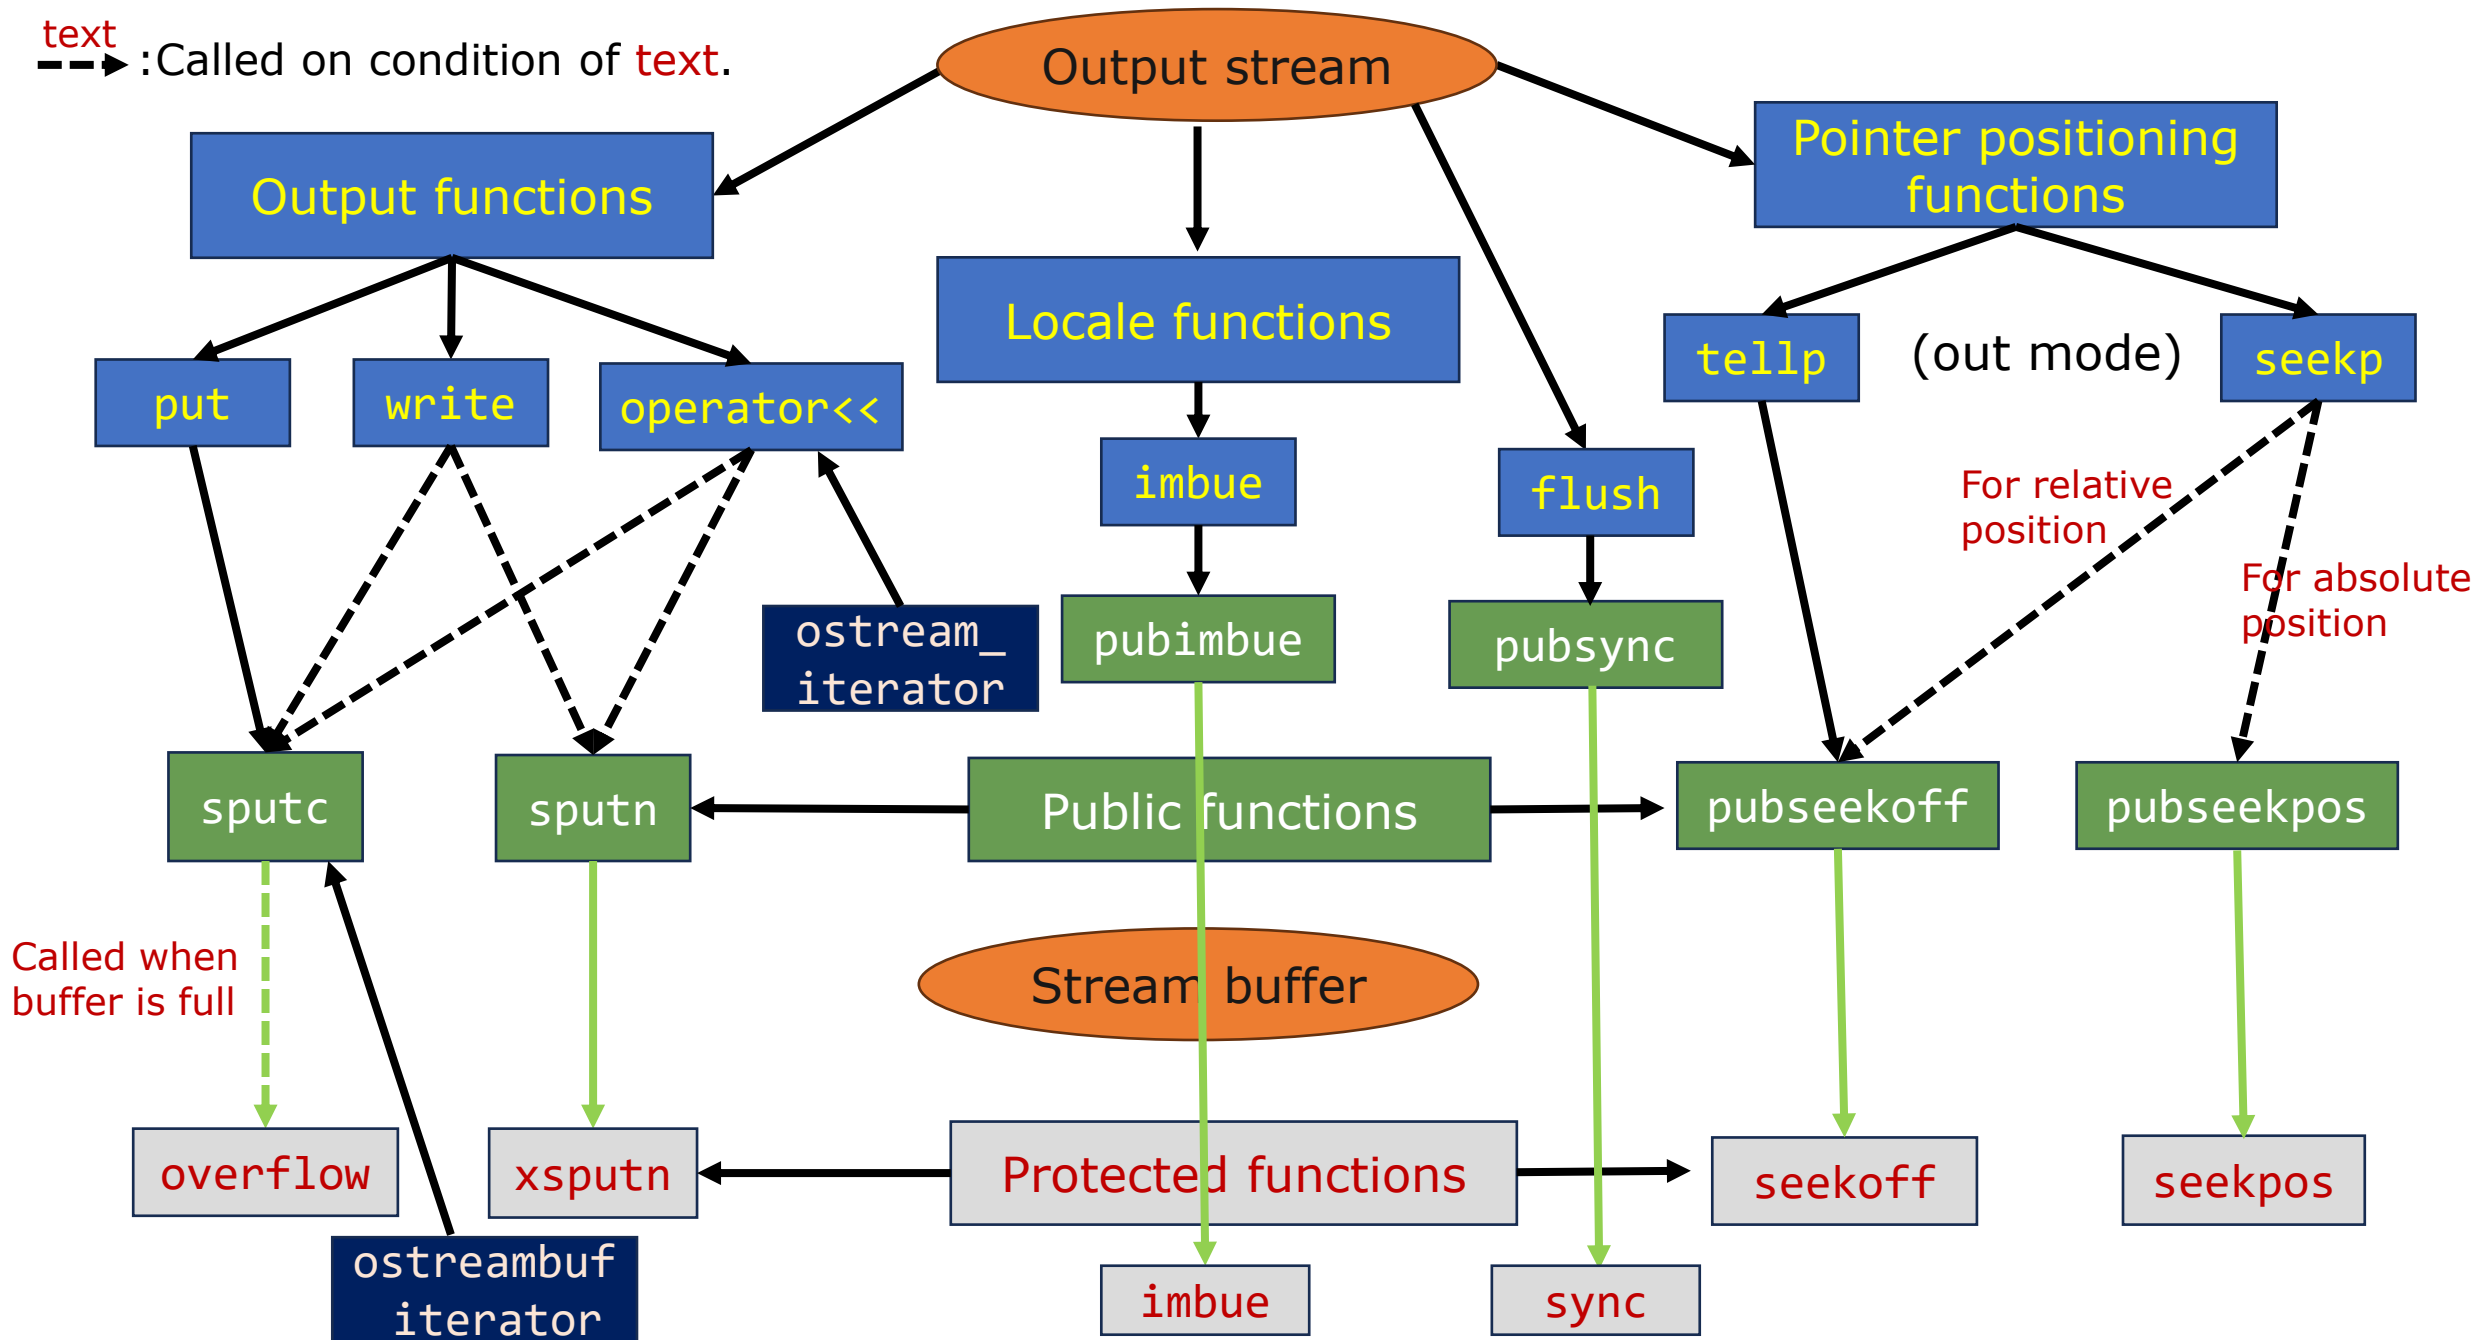 text
:Called on condition of text.
Output stream
Pointer positioning
functions
Output functions
Locale functions
tellp
(out mode)
seekp
put
write
operator<<
imbue
flush
For relative
position
For absolute
position
ostream_
iterator
pubimbue
pubsync
sputc
sputn
Public functions
pubseekoff
pubseekpos
Called when
buffer is full
Stream buffer
overflow
xsputn
Protected functions
seekoff
seekpos
ostreambuf
iterator
imbue
sync